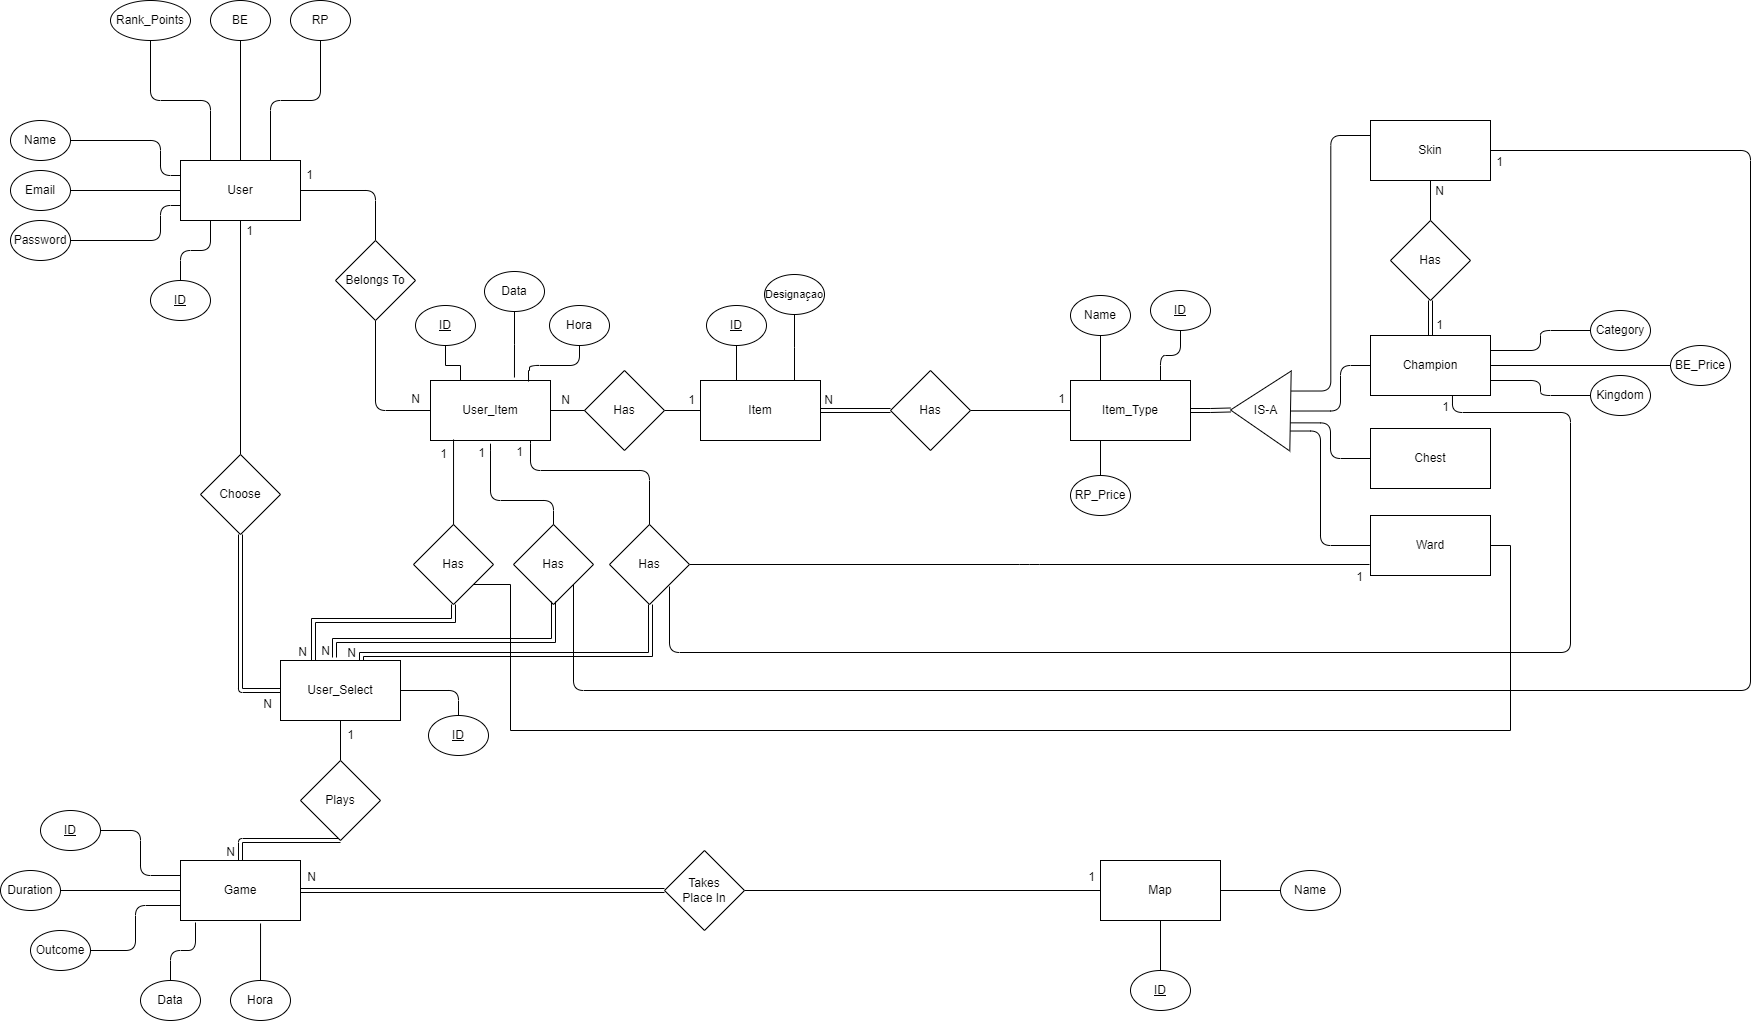 Rank_Points
BE
RP
Name
Skin
1
User
1
Email
N
Password
1
Has
Belongs To
Data
Designaçao
ID
ID
Name
ID
ID
Hora
1
Category
Champion
BE_Price
Kingdom
N
N
1
N
1
User_Item
Has
Item
Has
Item_Type
IS-A
1
1
1
1
Chest
Choose
RP_Price
Ward
Has
Has
Has
1
N
N
N
User_Select
N
1
ID
Plays
ID
N
N
1
Duration
Game
Takes
Place In
Map
Name
Outcome
Data
Hora
ID